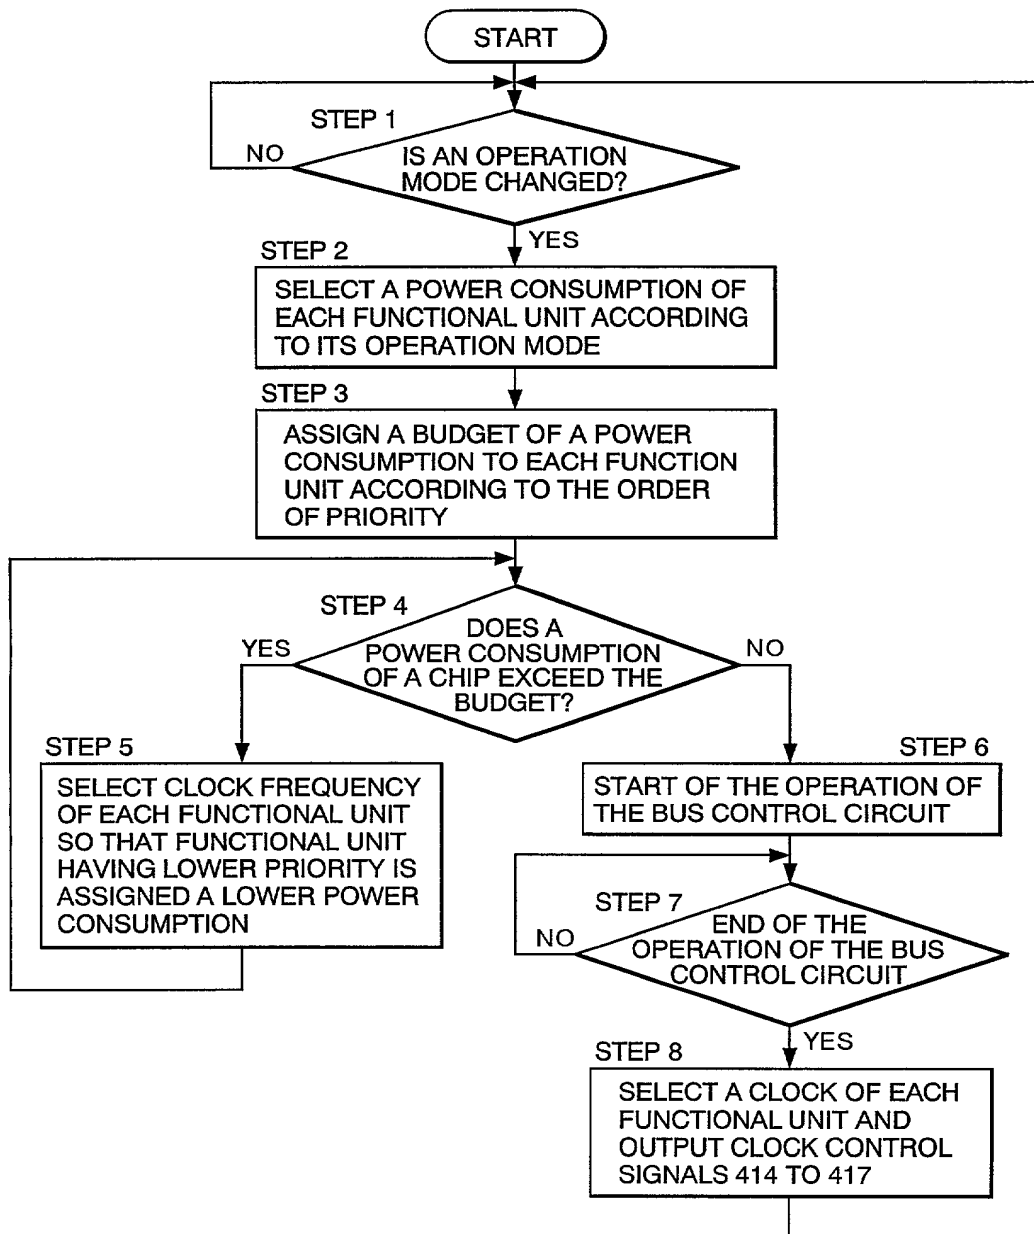 START
STEP 1
NO
IS AN OPERATION
MODE CHANGED?
YES
STEP 2
SELECT A POWER CONSUMPTION OF
EACH FUNCTIONAL UNIT ACCORDING
TO ITS OPERATION MODE
STEP 3
ASSIGN A BUDGET OF A POWER
CONSUMPTION TO EACH FUNCTION
UNIT ACCORDING TO THE ORDER
OF PRIORITY
STEP 4
YES
DOES A
POWER CONSUMPTION
OF A CHIP EXCEED THE
BUDGET?
NO
STEP 5
SELECT CLOCK FREQUENCY
OF EACH FUNCTIONAL UNIT
SO THAT FUNCTIONAL UNIT
HAVING LOWER PRIORITY IS
ASSIGNED A LOWER POWER
CONSUMPTION
STEP 6
START OF THE OPERATION OF
THE BUS CONTROL CIRCUIT
STEP 7
NO
END OF THE
OPERATION OF THE BUS
CONTROL CIRCUIT
YES
STEP 8
SELECT A CLOCK OF EACH
FUNCTIONAL UNIT AND
OUTPUT CLOCK CONTROL
SIGNALS 414 TO 417